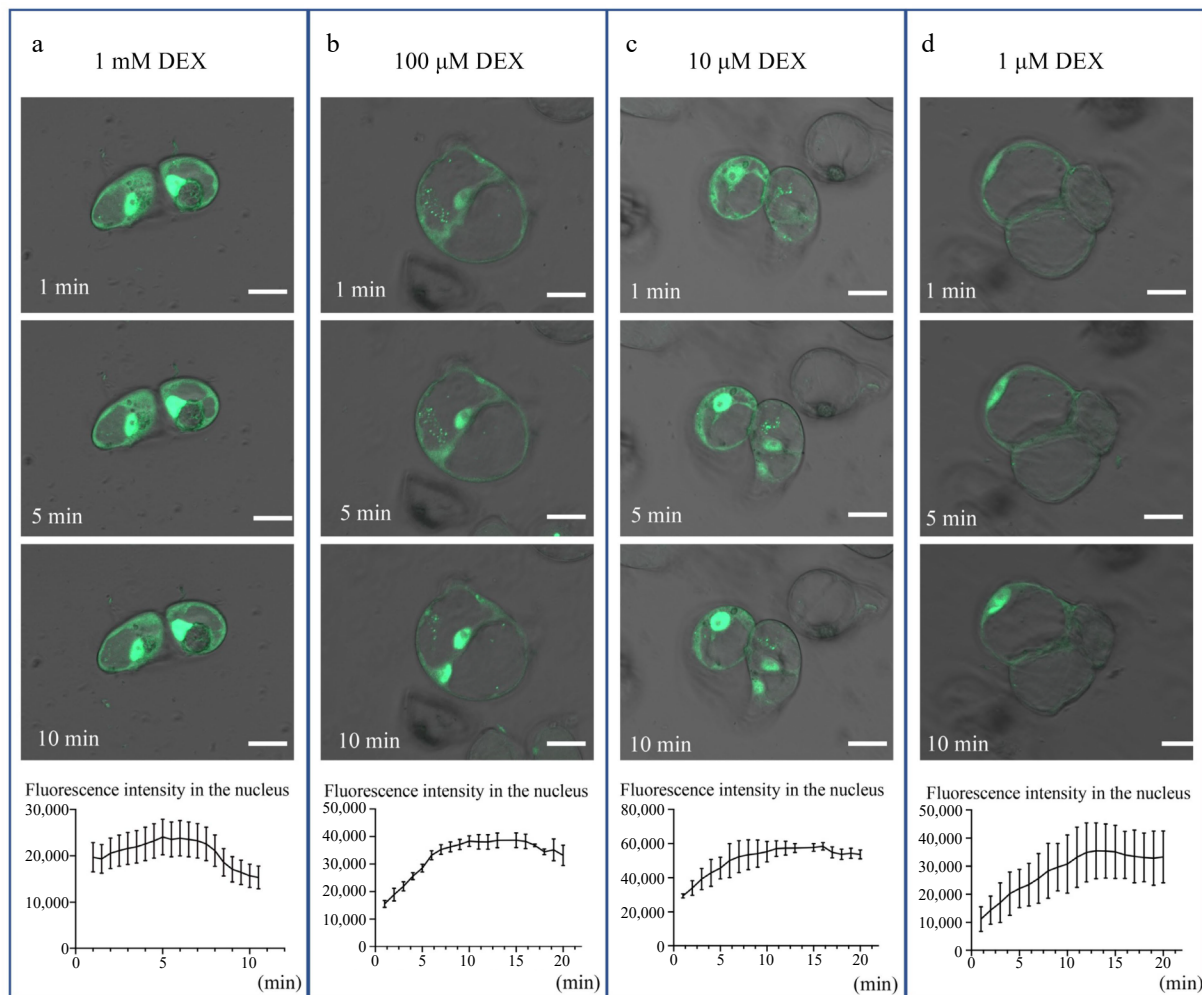 a
1 mM DEX
1 min
5 min
10 min
Fluorescence intensity in the nucleus
30,000
20,000
10,000
0
0 5 10
(min)
b
100 μM DEX
1 min
5 min
10 min
Fluorescence intensity in the nucleus
50,000
40,000
30,000
20,000
10,000
0
0 5 10 15 20
(min)
c
10 μM DEX
1 min
5 min
10 min
Fluorescence intensity in the nucleus
80,000
60,000
40,000
20,000
0
0 5 10 15 20
(min)
d
1 μM DEX
1 min
5 min
10 min
Fluorescence intensity in the nucleus
50,000
40,000
30,000
20,000
10,000
0
0 5 10 15 20
(min)